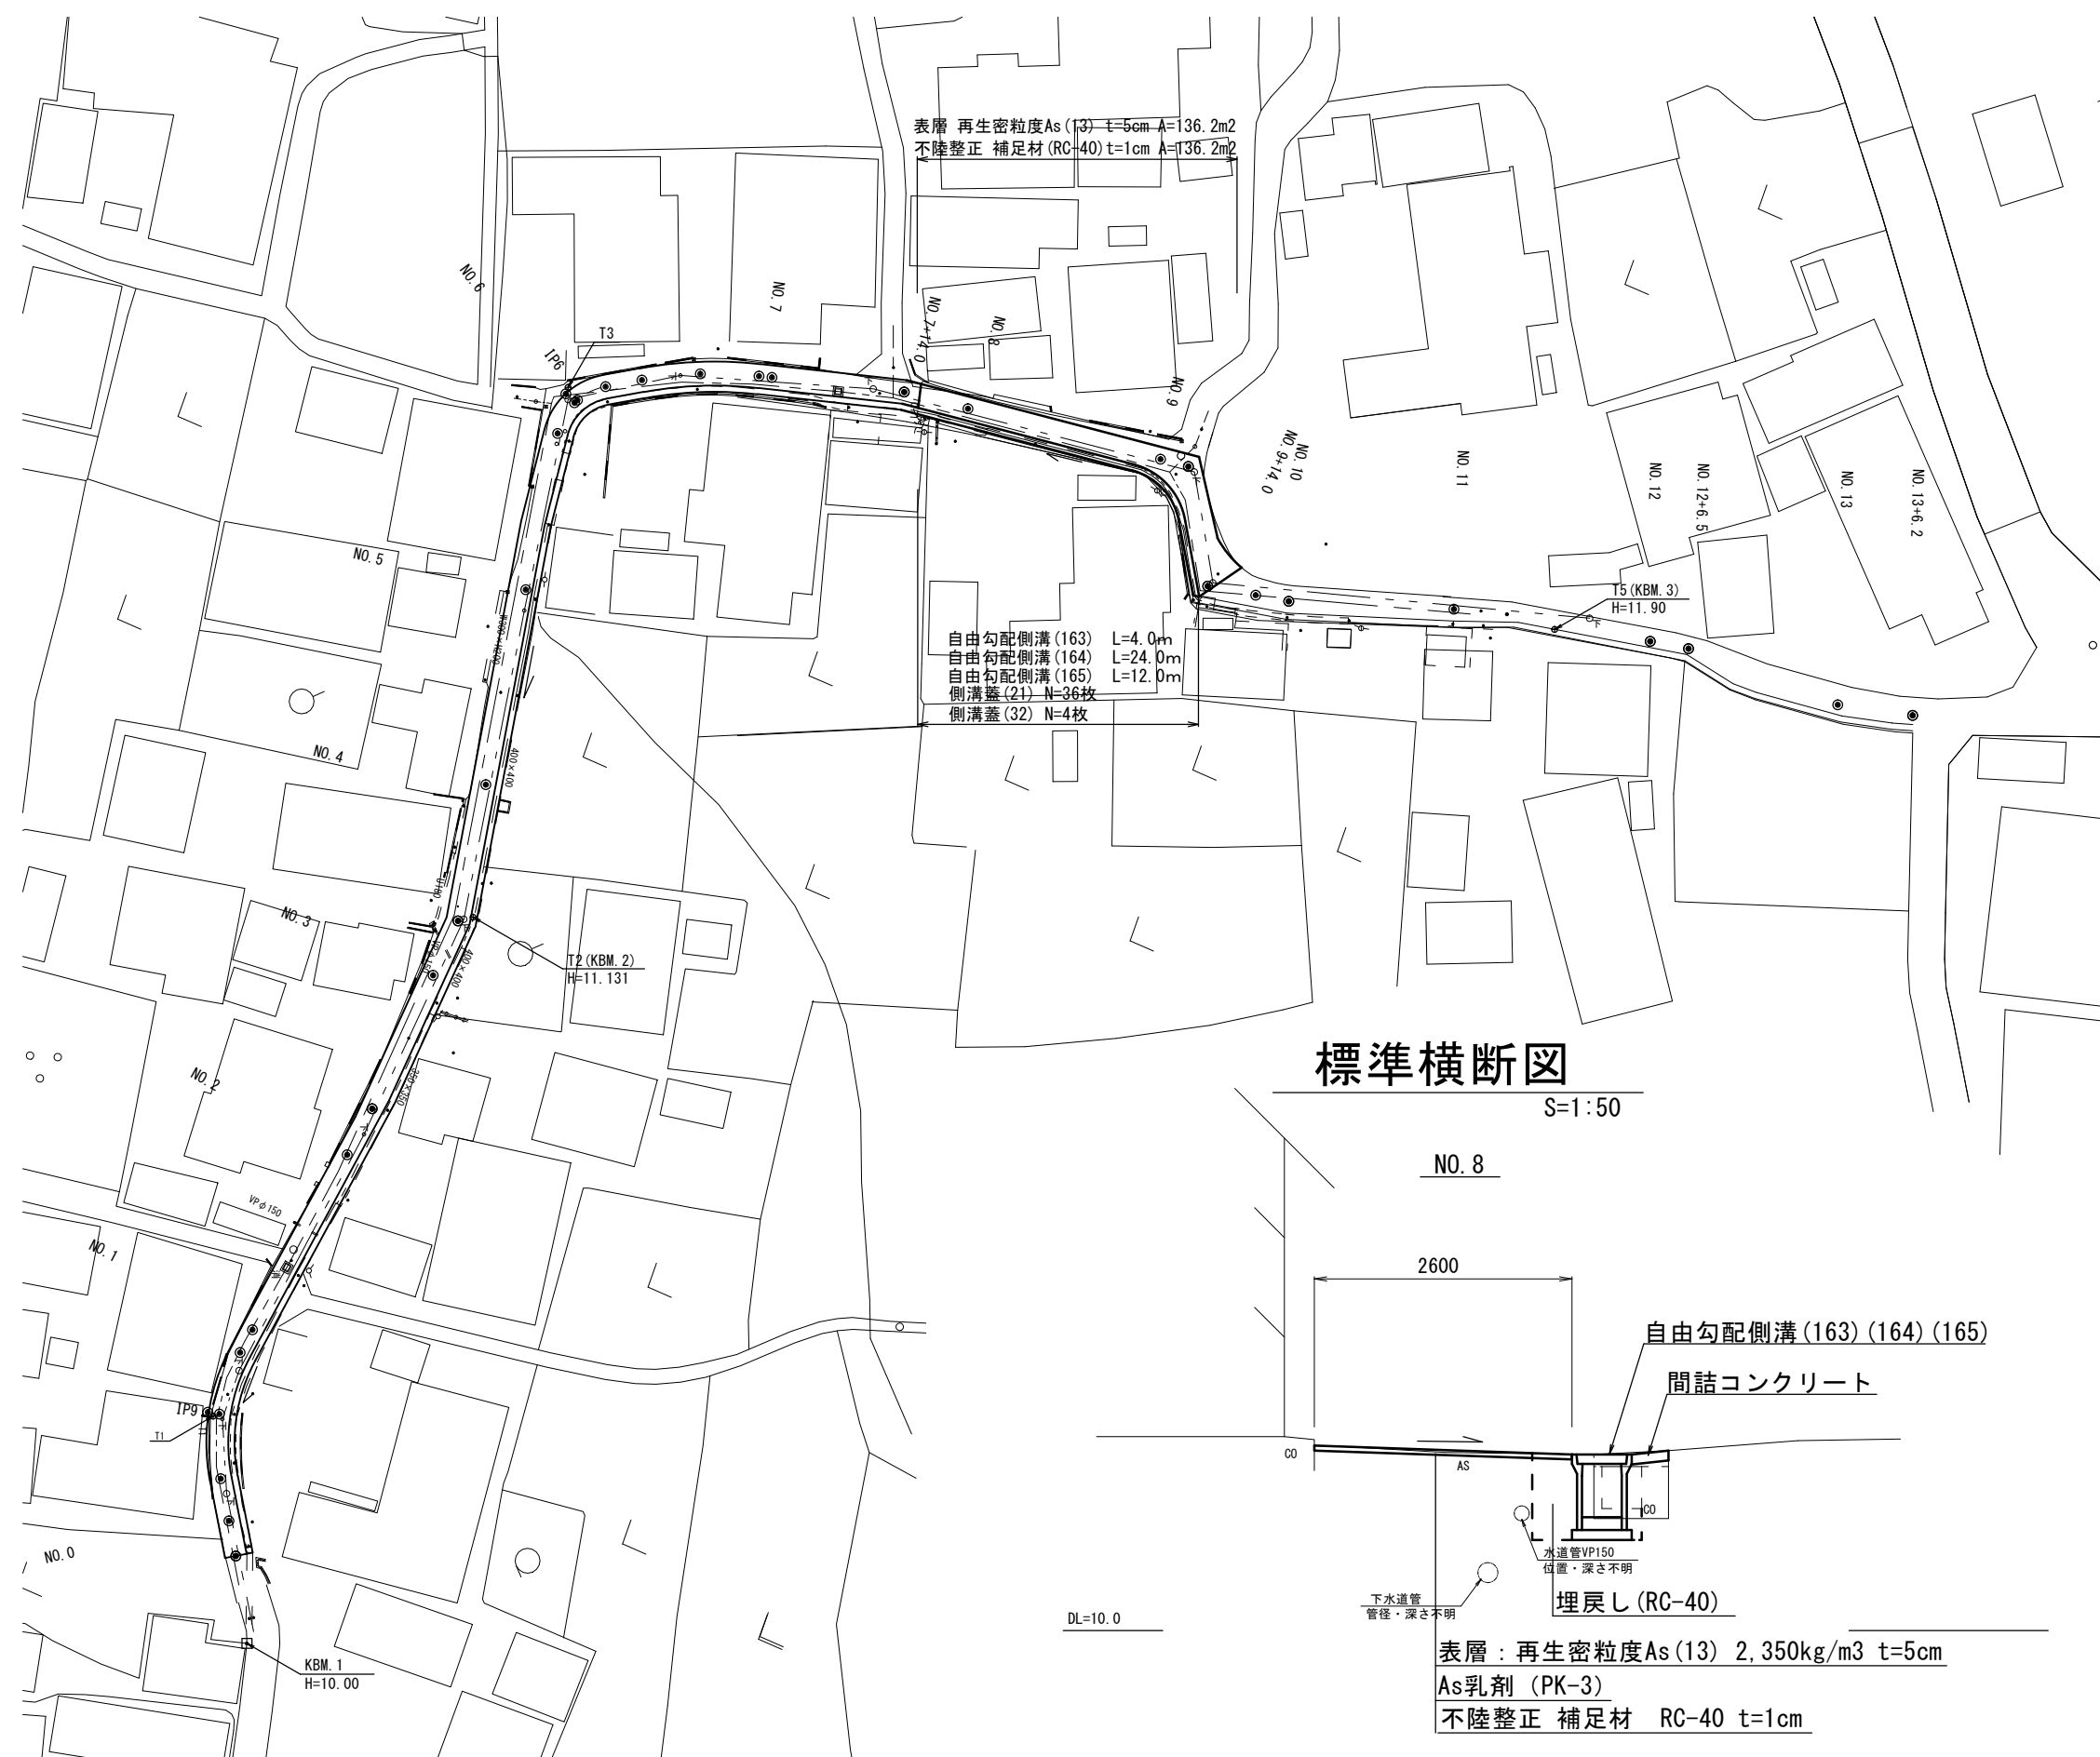 表層 再生密粒度As(13) t=5cm A=136.2m2
不陸整正 補足材(RC-40)t=1cm A=136.2m2
NO.6
NO.7
NO.7+14.0
NO.8
T3
IP6
NO.9
NO.9+14.0
NO.10
NO.11
NO.12
NO.12+6.5
NO.13
NO.13+6.2
NO.5
T5(KBM.3)
H=11.90
W300×H200
自由勾配側溝(163) L=4.0m
自由勾配側溝(164) L=24.0m
自由勾配側溝(165) L=12.0m
側溝蓋(21) N=36枚
側溝蓋(32) N=4枚
NO.4
400×400
U180
NO.3
VPφ150
400×400
T2(KBM.2)
H=11.131
NO.2
350×350
標準横断図
S=1:50
NO.8
VPφ150
NO.1
2600
自由勾配側溝(163)(164)(165)
間詰コンクリート
IP9
T1
CO
AS
CO
水道管VP150
位置・深さ不明
NO.0
下水道管
管径・深さ不明
埋戻し(RC-40)
DL=10.0
表層：再生密粒度As(13) 2,350kg/m3 t=5cm
As乳剤 (PK-3)
不陸整正 補足材 RC-40 t=1cm
KBM.1
H=10.00